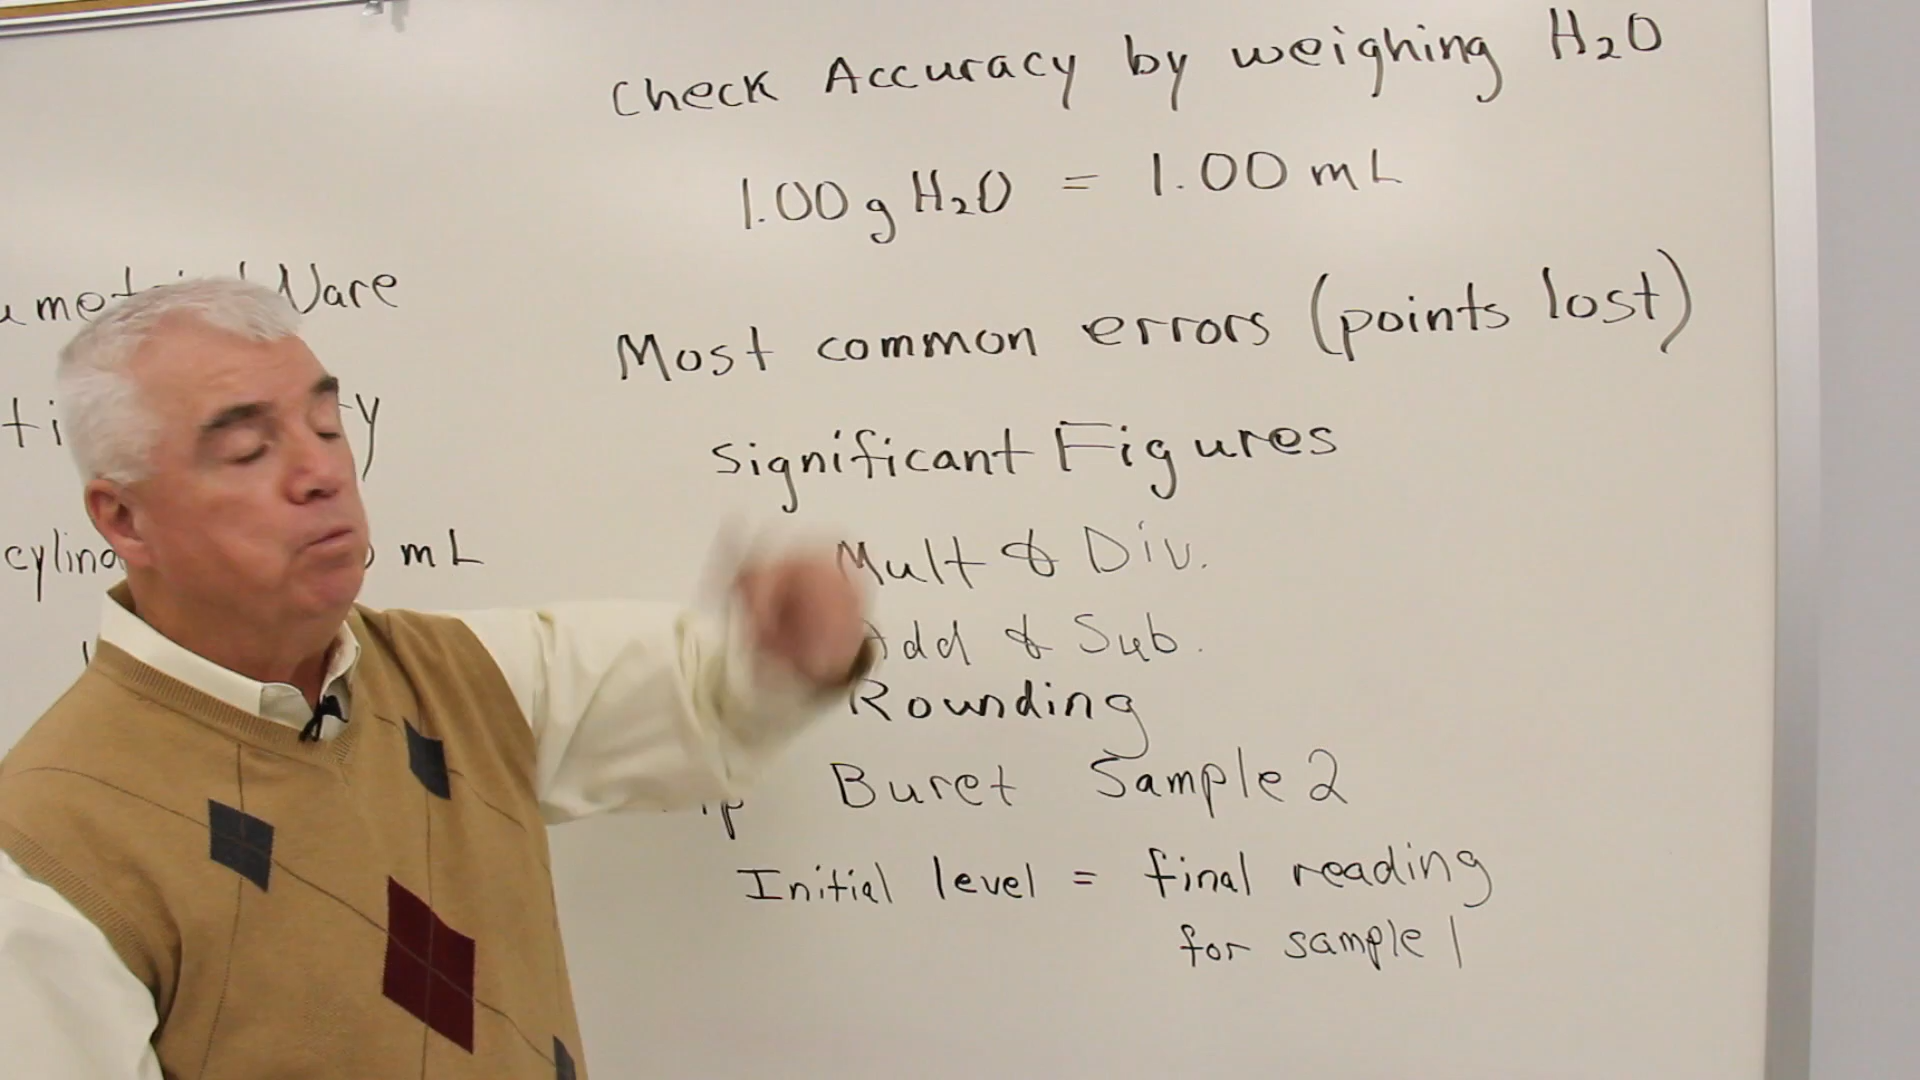 Check Accuracy by weighing H₂O
1.00 g H₂O = 1.00 mL
Most common errors (points lost)
Significant Figures
Mult & Div.
Add & Sub.
Rounding
Buret Sample 2
Initial level = final reading
for sample 1
Ware
mL